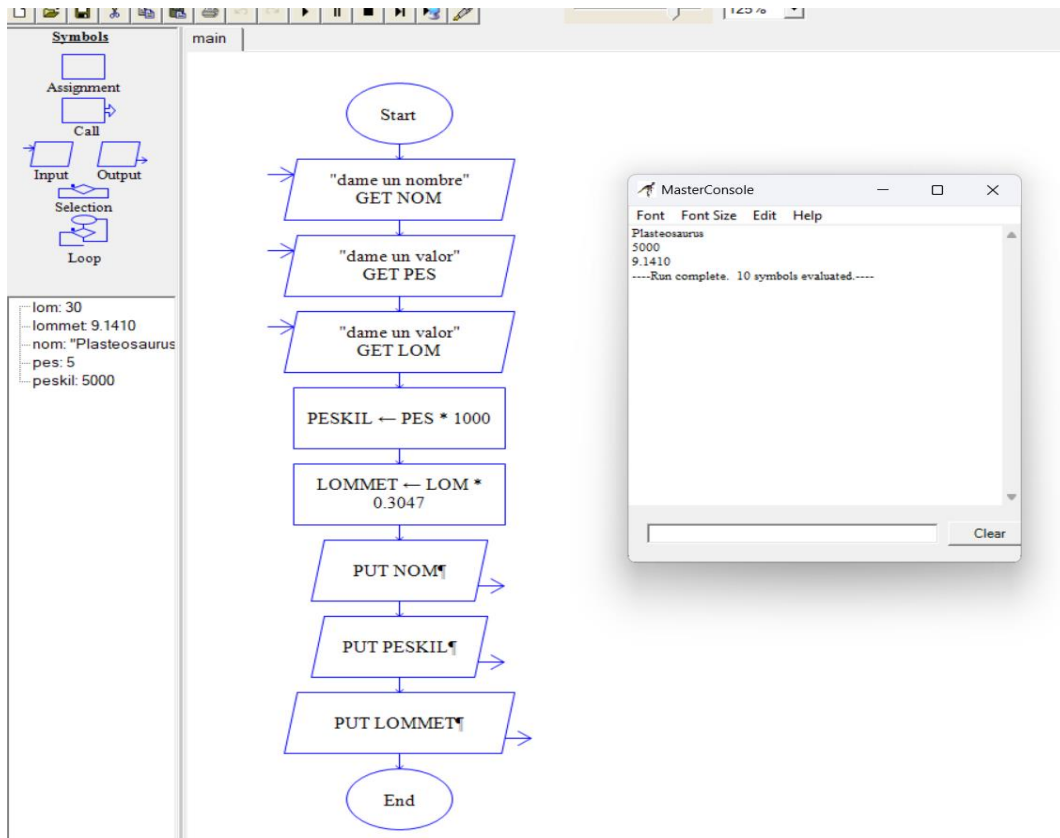 125%
Symbols
Assignment
Call
Input Output
Selection
Loop
lom: 30
lommet: 9.1410
nom: "Plasteosaurus
pes: 5
peskil: 5000
main
Start
"dame un nombre"
GET NOM
"dame un valor"
GET PES
"dame un valor"
GET LOM
PESKIL ← PES * 1000
LOMMET ← LOM *
0.3047
PUT NOM¶
PUT PESKIL¶
PUT LOMMET¶
End
MasterConsole
Font Font Size Edit Help
Plasteosaurus
5000
9.1410
----Run complete. 10 symbols evaluated.----
Clear